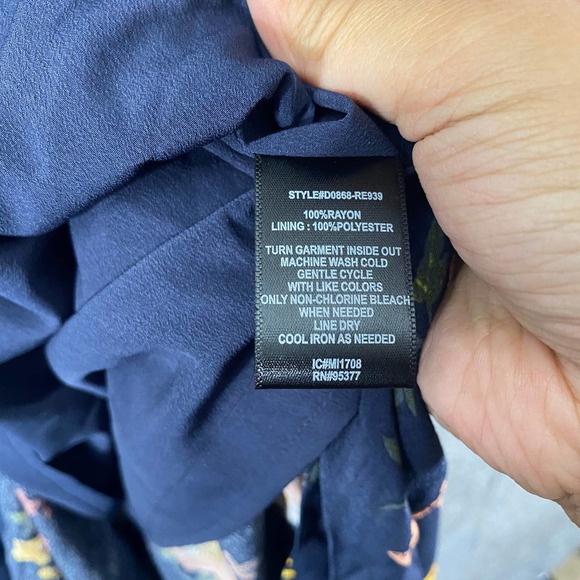 STYLE#D0868-RE939
100%RAYON
LINING : 100%POLYESTER
TURN GARMENT INSIDE OUT
MACHINE WASH COLD
GENTLE CYCLE
WITH LIKE COLORS
ONLY NON-CHLORINE BLEACH
WHEN NEEDED
LINE DRY
COOL IRON AS NEEDED
IC#MI1708
RN#95377